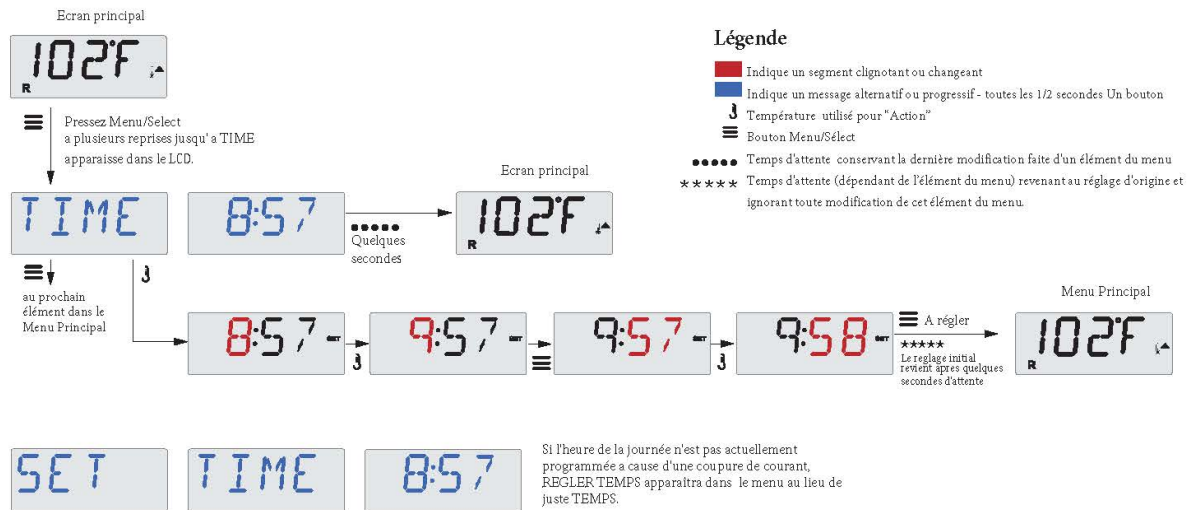 Ecran principal
102°F
R
Pressez Menu/Select
a plusieurs reprises jusqu' a TIME
apparaisse dans le LCD.
Légende
Indique un segment clignotant ou changeant
Indique un message alternatif ou progressif - toutes les 1/2 secondes Un bouton
Température utilisé pour "Action"
Bouton Menu/Sélect
Temps d'attente conservant la dernière modification faite d'un élément du menu
***** Temps d'attente (dépendant de l'élément du menu) revenant au réglage d'origine et
ignorant toute modification de cet élément du menu.
TIME
8:57
Quelques
secondes
Ecran principal
102°F
R
au prochain
élément dans le
Menu Principal
8:57 SET
9:57 SET
9:57 SET
9:58 SET
A régler
*****
Le reglage initial
revient apres quelques
secondes d'attente
Menu Principal
102°F
R
SET
TIME
8:57
Si l'heure de la journée n'est pas actuellement
programmée a cause d'une coupure de courant,
REGLER TEMPS apparaîtra dans le menu au lieu de
juste TEMPS.